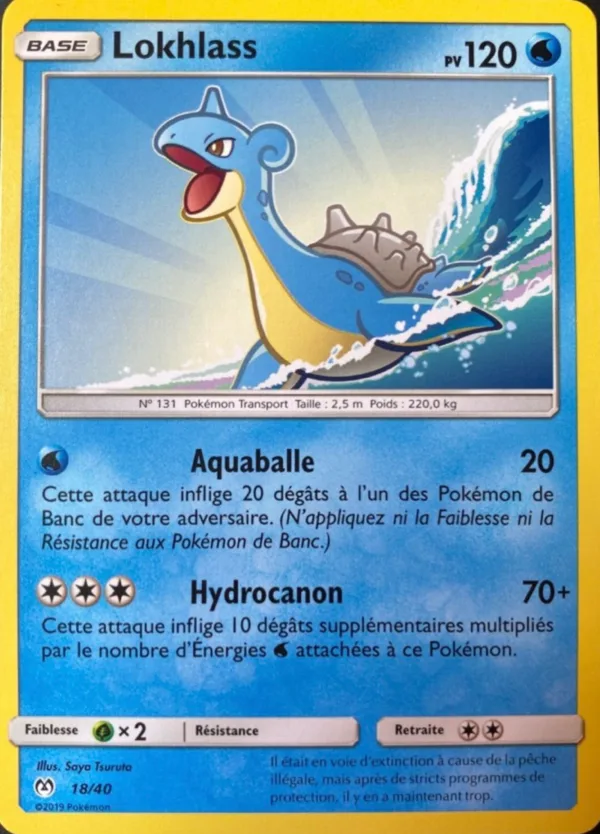 BASE Lokhlass PV 120
N° 131 Pokémon Transport Taille : 2,5 m Poids : 220,0 kg
Aquaballe 20
Cette attaque inflige 20 dégâts à l'un des Pokémon de
Banc de votre adversaire. (N'appliquez ni la Faiblesse ni la
Résistance aux Pokémon de Banc.)
Hydrocanon 70+
Cette attaque inflige 10 dégâts supplémentaires multipliés
par le nombre d'Énergies attachées à ce Pokémon.
Faiblesse × 2 Résistance Retraite
Illus. Saya Tsuruta
18/40
©2019 Pokémon
Il était en voie d'extinction à cause de la pêche
illégale, mais après de stricts programmes de
protection, il y en a maintenant trop.